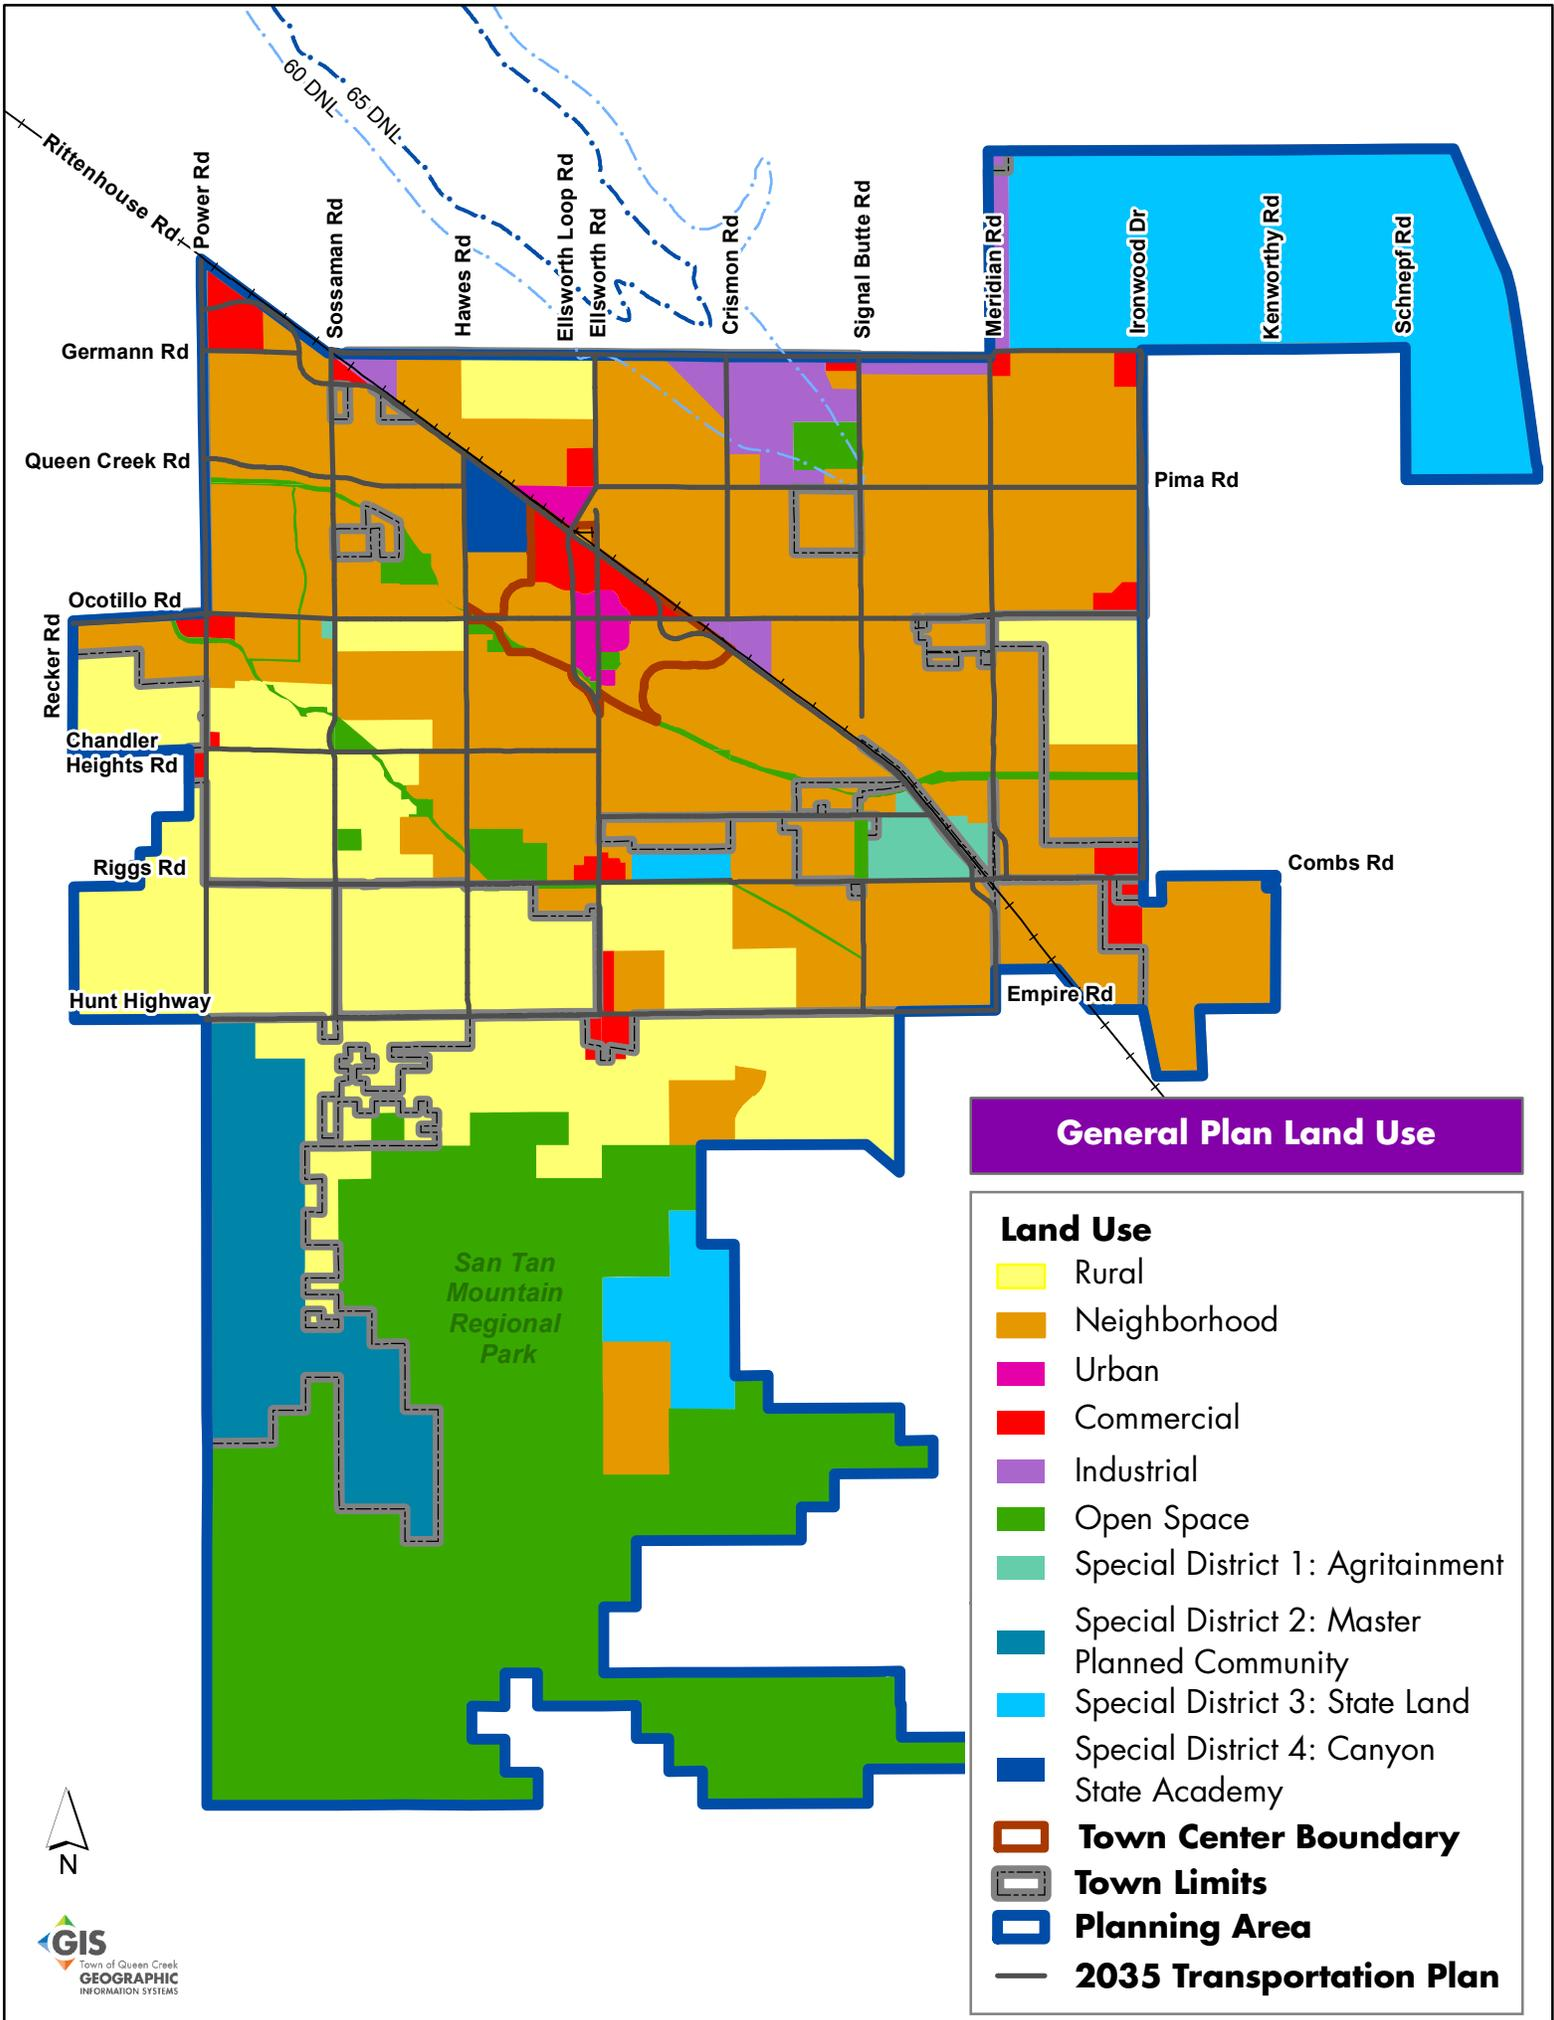 60 DNL
65 DNL
Rittenhouse Rd
Power Rd
Sossaman Rd
Hawes Rd
Ellsworth Loop Rd
Ellsworth Rd
Crismon Rd
Signal Butte Rd
Meridian Rd
Ironwood Dr
Kenworthy Rd
Schnepf Rd
Germann Rd
Queen Creek Rd
Pima Rd
Ocotillo Rd
Recker Rd
Chandler
Heights Rd
Riggs Rd
Combs Rd
Hunt Highway
Empire Rd
San Tan
Mountain
Regional
Park
General Plan Land Use
Land Use
Rural
Neighborhood
Urban
Commercial
Industrial
Open Space
Special District 1: Agritainment
Special District 2: Master
Planned Community
Special District 3: State Land
Special District 4: Canyon
State Academy
Town Center Boundary
Town Limits
Planning Area
2035 Transportation Plan
N
GIS
Town of Queen Creek
GEOGRAPHIC
INFORMATION SYSTEMS